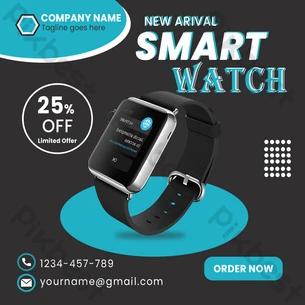 COMPANY NAME
Tagline goes here
NEW ARIVAL
SMART
WATCH
25%
OFF
Limited Offer
1234-457-789
yourname@gmail.com
ORDER NOW